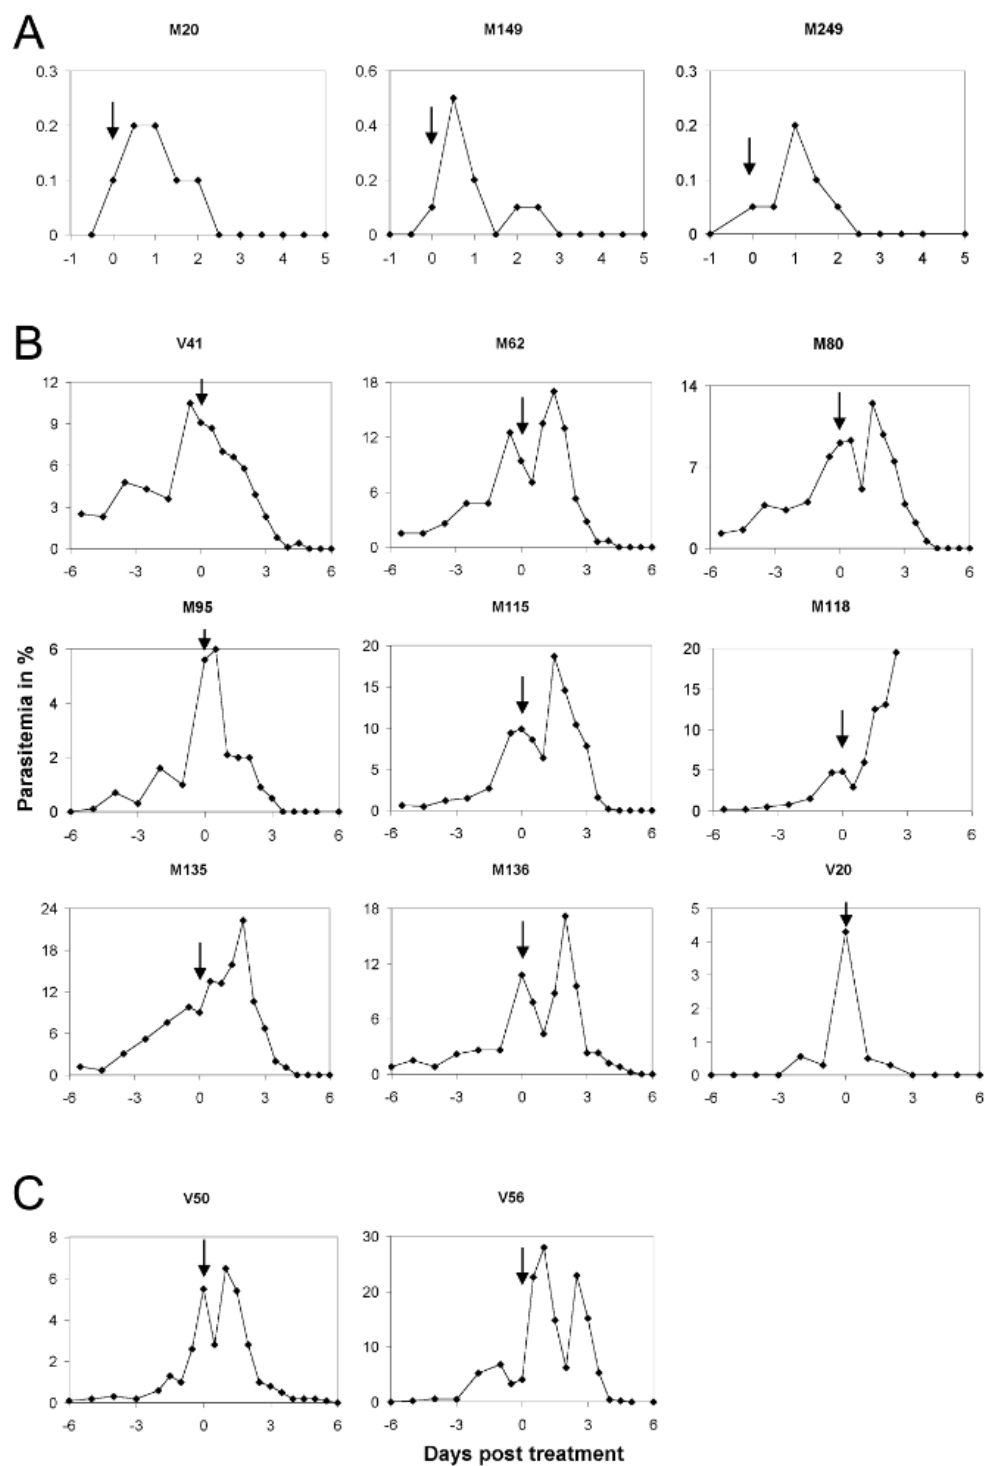 A
M20 M149 M249
0.3 0.6 0.3
0.2 0.4 0.2
0.1 0.2 0.1
0 0 0
-1 0 1 2 3 4 5 -1 0 1 2 3 4 5 -1 0 1 2 3 4 5
B
V41 M62 M80
12 18 14
9 12 7
6 6 0
3 0
0
-6 -3 0 3 6 -6 -3 0 3 6 -6 -3 0 3 6
Parasitemia in %
M95 M115 M118
6 20 20
4 15 15
2 10 10
0 5 5
0 0
-6 -3 0 3 6 -6 -3 0 3 6 -6 -3 0 3 6
M135 M136 V20
24 18 5
18 12 4
12 6 3
6 0 2
0 1
0
-6 -3 0 3 6 -6 -3 0 3 6 -6 -3 0 3 6
C
V50 V56
8 30
6 20
4 10
2 0
0
-6 -3 0 3 6 -6 -3 0 3 6
Days post treatment